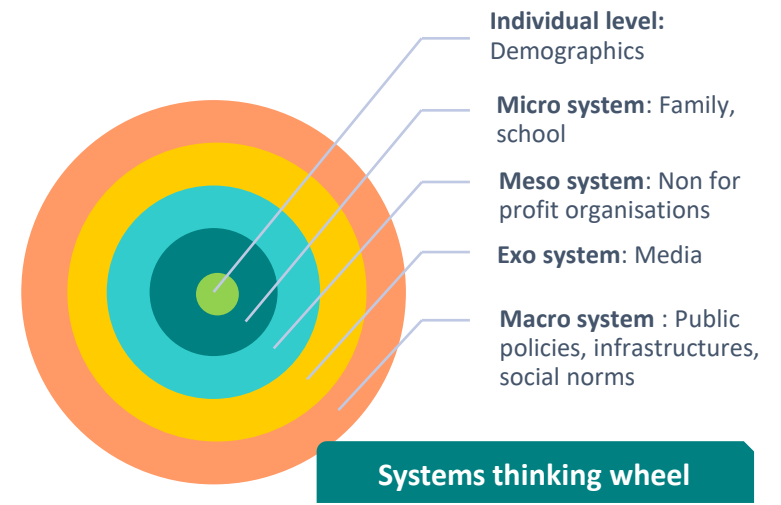 Individual level:
Demographics
Micro system: Family,
school
Meso system: Non for
profit organisations
Exo system: Media
Macro system : Public
policies, infrastructures,
social norms
Systems thinking wheel